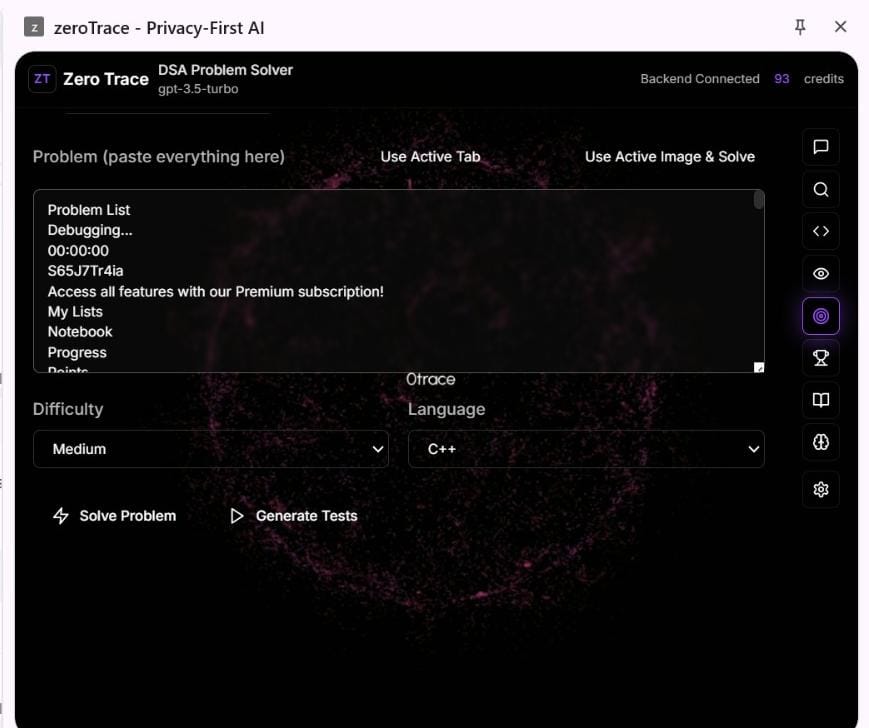 z zeroTrace - Privacy-First AI
ZT Zero Trace
DSA Problem Solver
gpt-3.5-turbo
Backend Connected 93 credits
Problem (paste everything here)
Use Active Tab
Use Active Image & Solve
Problem List
Debugging...
00:00:00
S65J7Tr4ia
Access all features with our Premium subscription!
My Lists
Notebook
Progress
Points
0trace
Difficulty
Language
Medium
C++
Solve Problem
Generate Tests